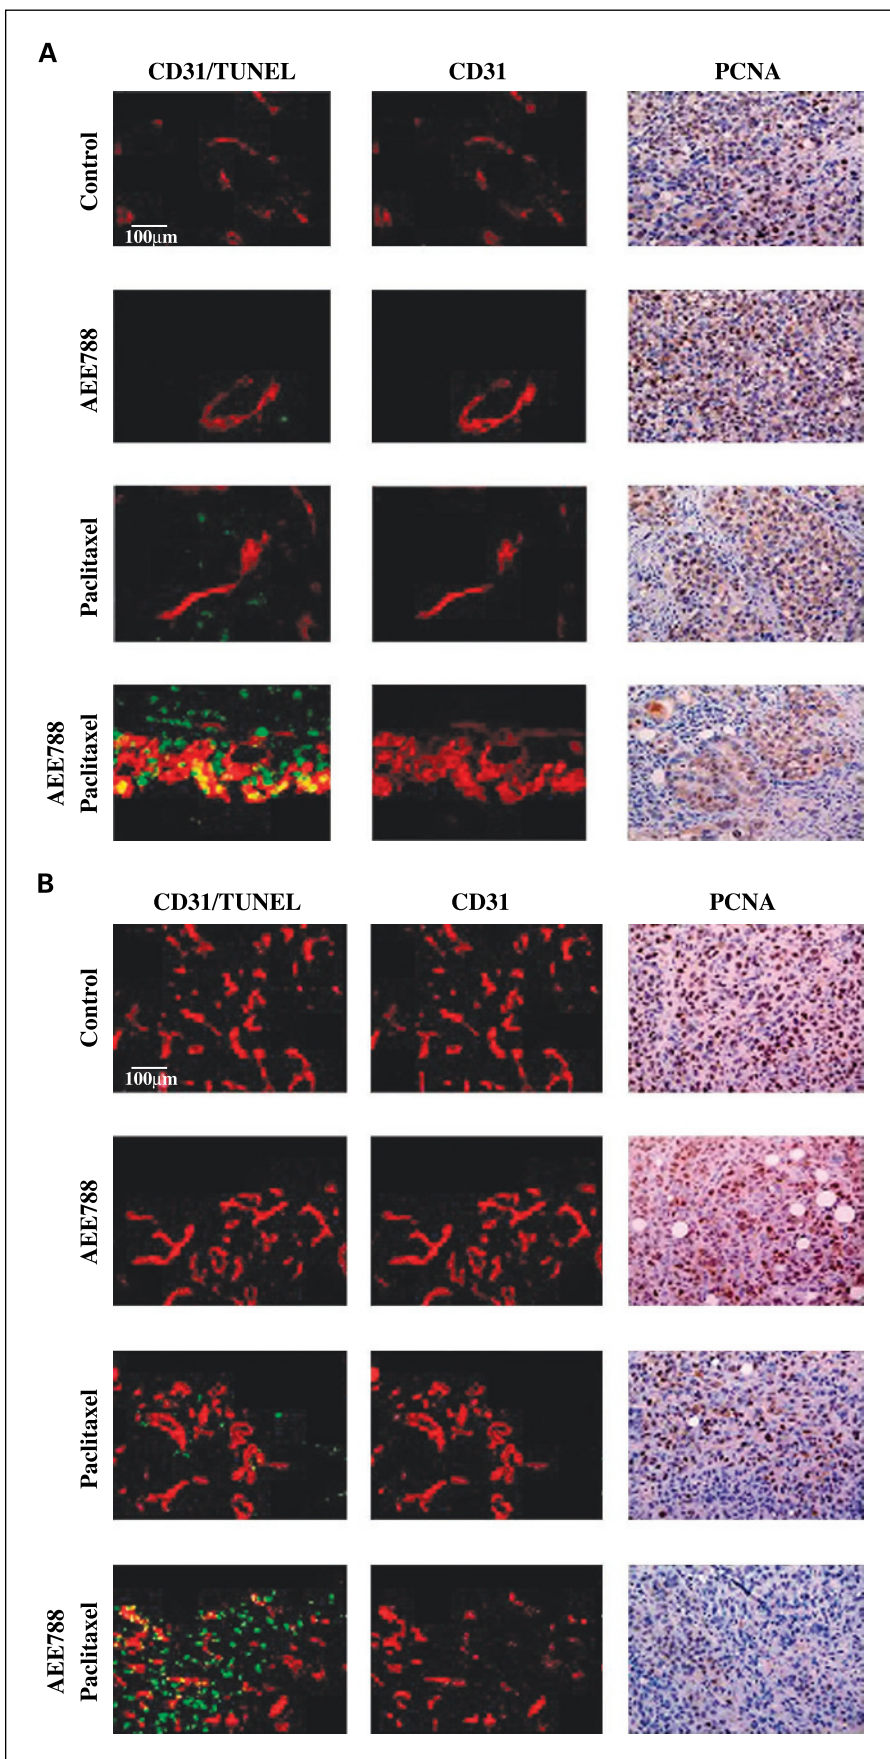 A
CD31/TUNEL CD31 PCNA
Control
100μm
AEE788
Paclitaxel
AEE788
Paclitaxel
B
CD31/TUNEL CD31 PCNA
Control
100μm
AEE788
Paclitaxel
AEE788
Paclitaxel